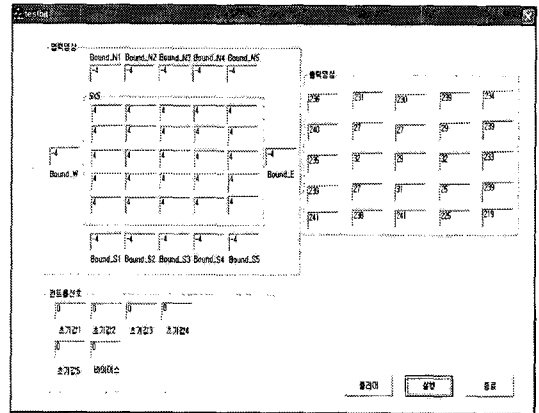 testbd
입력영상
Bound_N1 Bound_N2 Bound_N3 Bound_N4 Bound_N5
-4 -4 -4 -4 -4
출력영상
5X5
236 231 230 239 234
4 4 4 4 4
240 27 27 29 239
4 4 4 4 4
-4 4 4 4 4 4 -4
235 32 29 32 233
Bound_W Bound_E
4 4 4 4 4
239 27 31 25 239
4 4 4 4 4
241 238 241 225 219
-4 -4 -4 -4 -4
Bound_S1 Bound_S2 Bound_S3 Bound_S4 Bound_S5
컨트롤신호
0 0 0 0
초기값1 초기값2 초기값3 초기값4
0 0
초기값5 바이어스
클리어 실행 종료